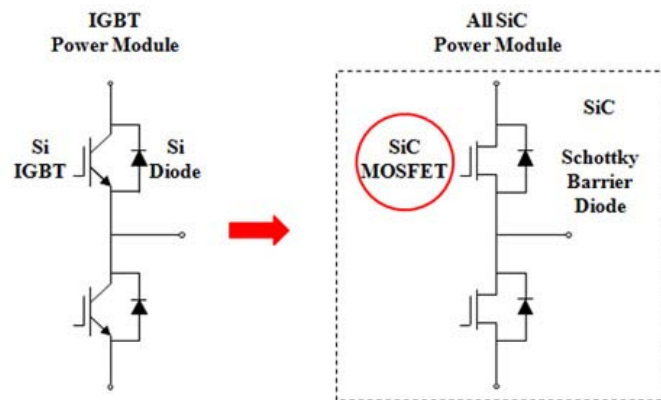 IGBT
Power Module
All SiC
Power Module
Si
IGBT
Si
Diode
SiC
MOSFET
SiC
Schottky
Barrier
Diode